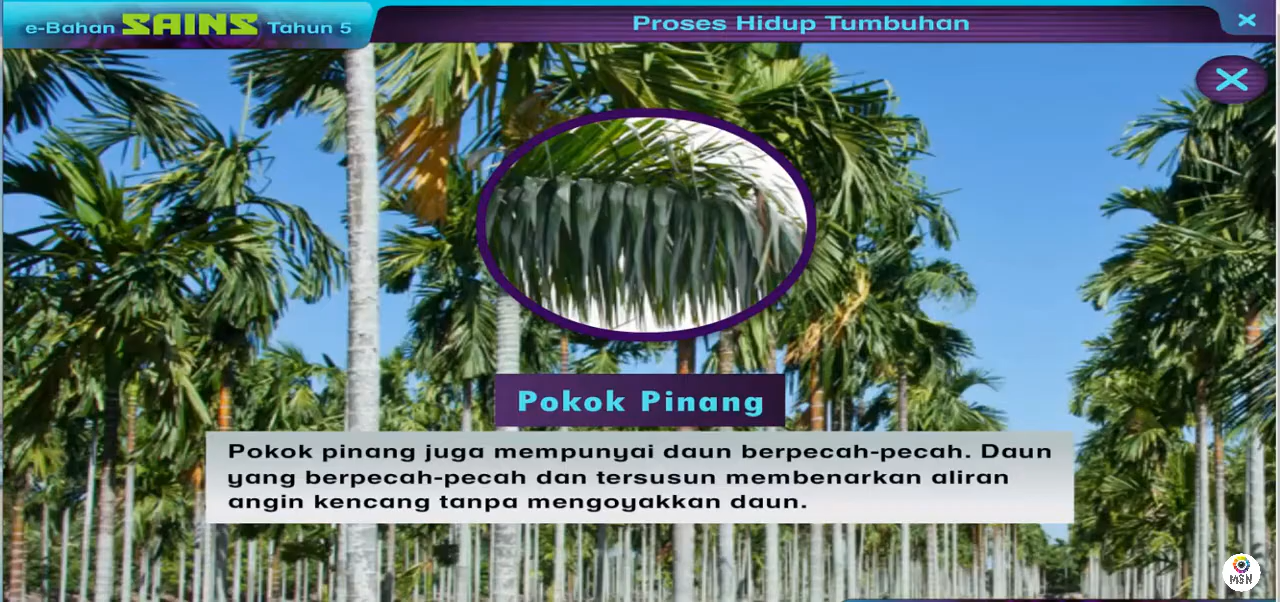 e-Bahan SAINS Tahun 5
Proses Hidup Tumbuhan
Pokok Pinang
Pokok pinang juga mempunyai daun berpecah-pecah. Daun
yang berpecah-pecah dan tersusun membenarkan aliran
angin kencang tanpa mengoyakkan daun.
MSN